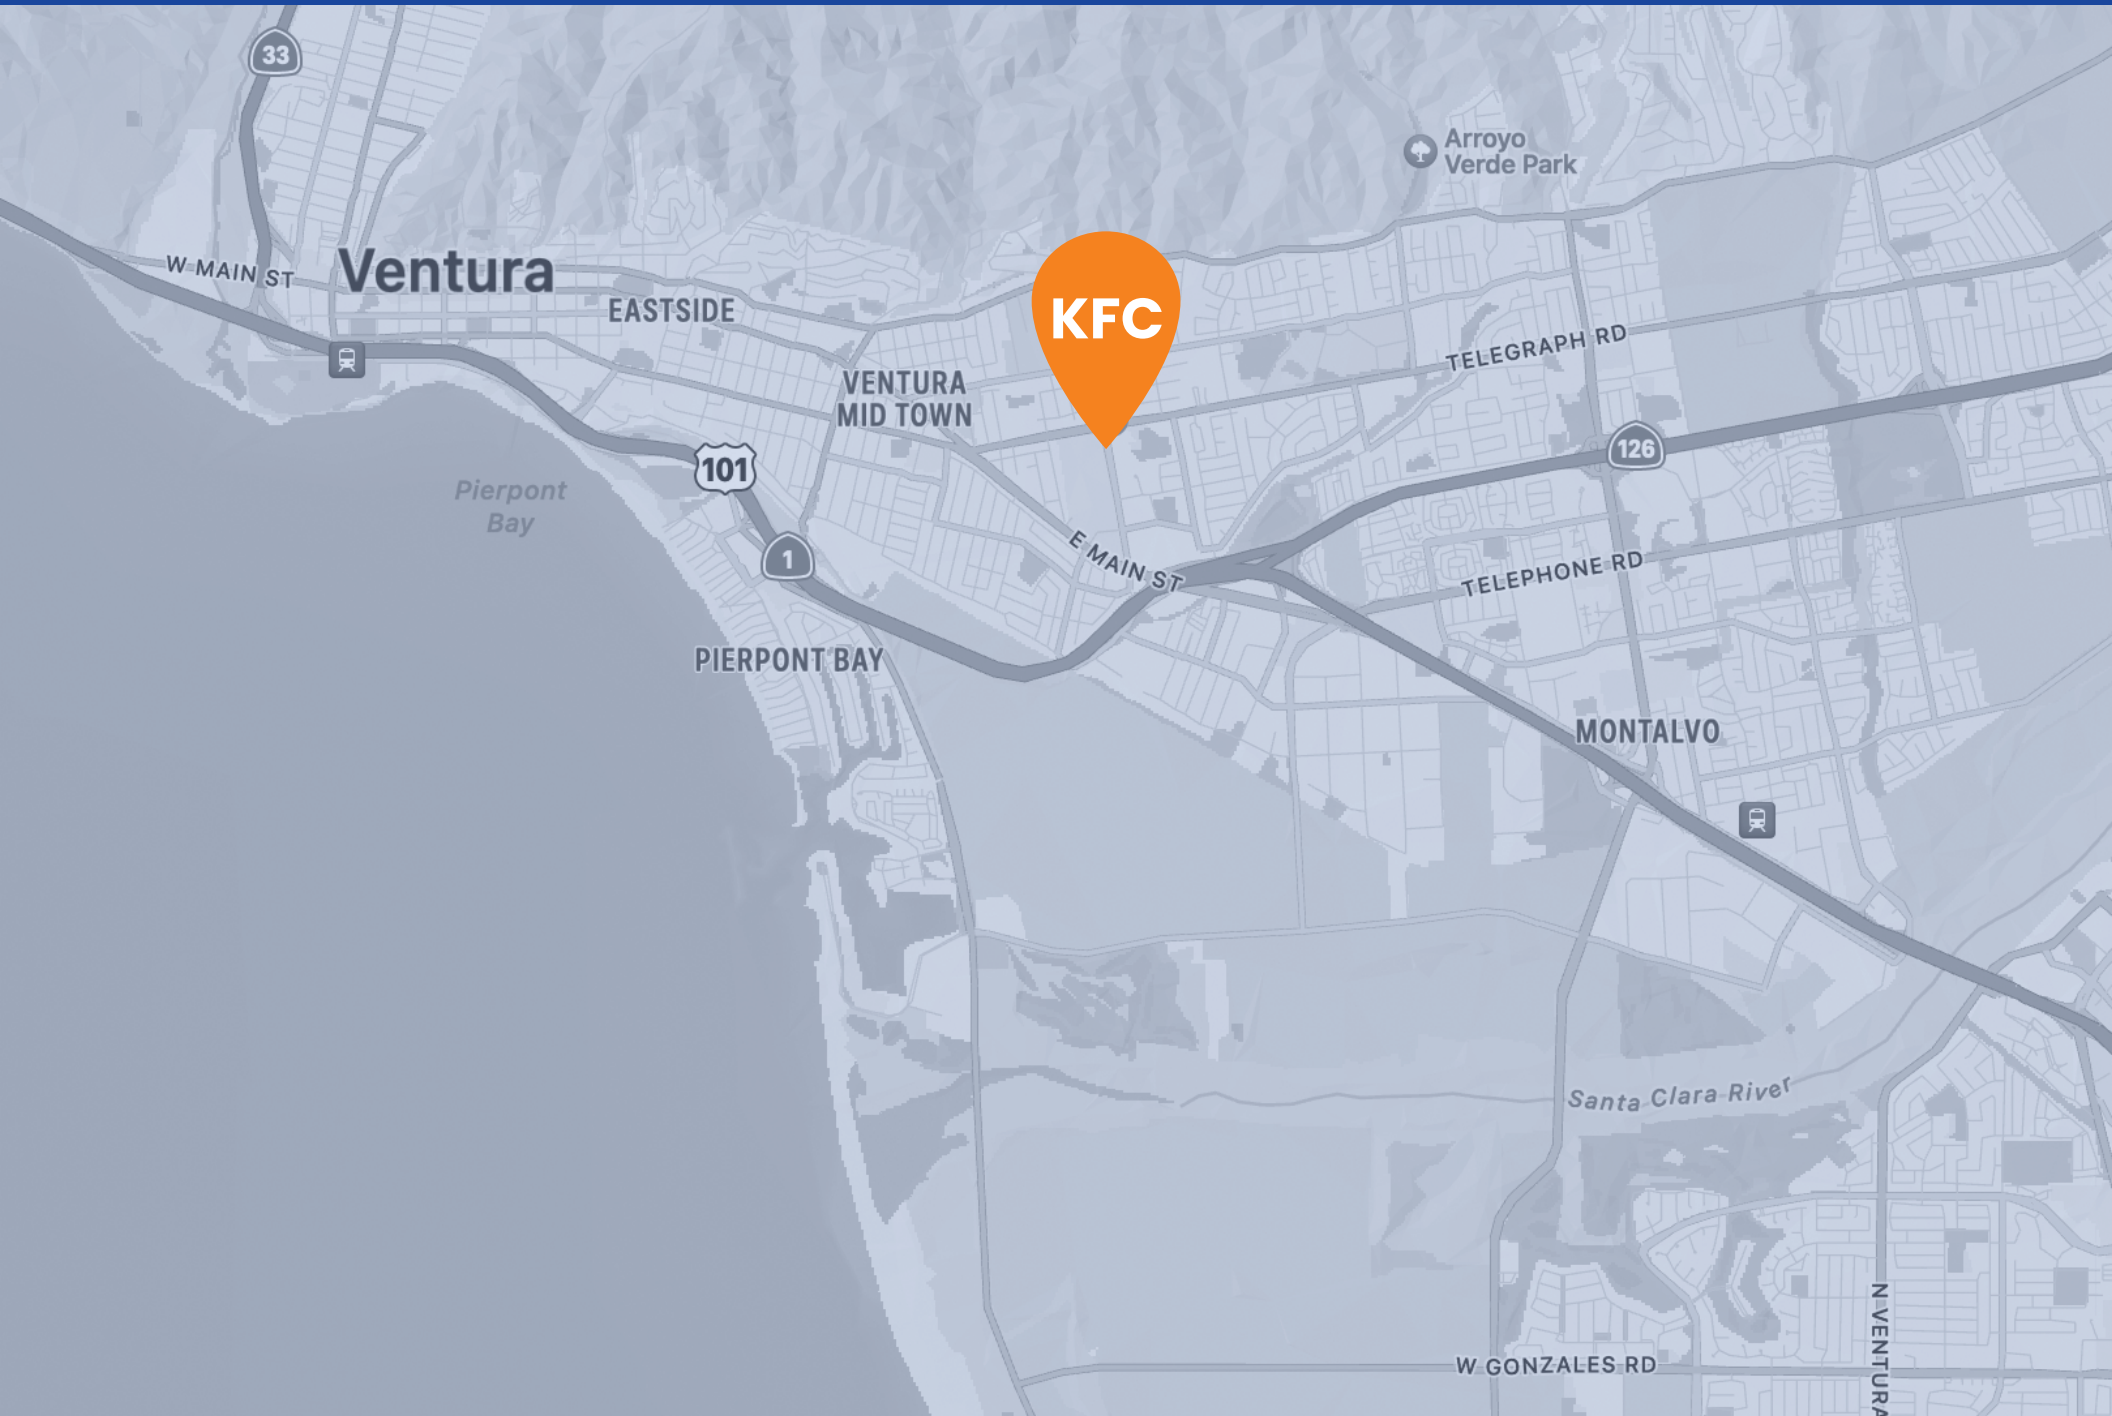 33
Arroyo
Verde Park
W MAIN ST
Ventura
EASTSIDE
KFC
TELEGRAPH RD
VENTURA
MID TOWN
126
101
Pierpont
Bay
1
E MAIN ST
TELEPHONE RD
PIERPONT BAY
MONTALVO
Santa Clara River
N VENTURA
W GONZALES RD